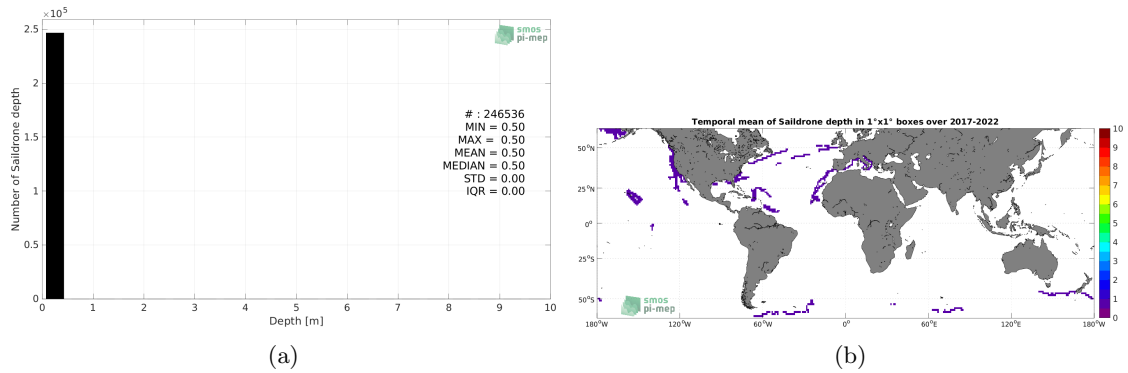 ×10⁵
2.5
2
1.5
1
0.5
0
Number of Saildrone depth
smos
pi-mep
# : 246536
MIN = 0.50
MAX = 0.50
MEAN = 0.50
MEDIAN = 0.50
STD = 0.00
IQR = 0.00
0 1 2 3 4 5 6 7 8 9 10
Depth [m]
(a)
Temporal mean of Saildrone depth in 1°x1° boxes over 2017-2022
50°N
25°N
0°
25°S
50°S
smos
pi-mep
180°W 120°W 60°W 0°E 60°E 120°E 180°W
10
9
8
7
6
5
4
3
2
1
0
(b)